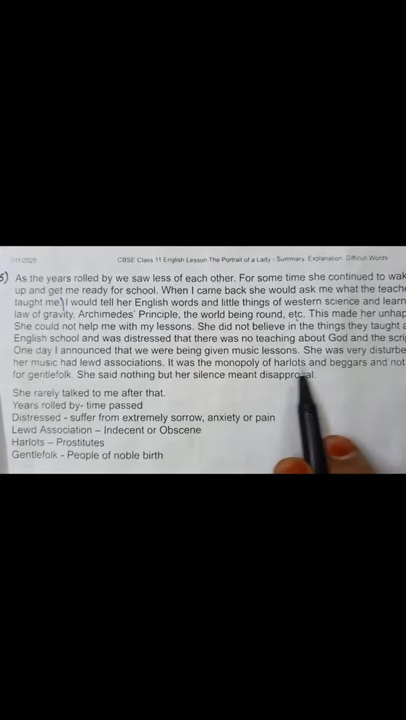 11/2020 CBSE Class 11 English Lesson The Portrait of a Lady - Summary, Explanation, Difficult Words
5) As the years rolled by we saw less of each other. For some time she continued to wak
up and get me ready for school. When I came back she would ask me what the teache
taught me. I would tell her English words and little things of western science and learn
law of gravity, Archimedes' Principle, the world being round, etc. This made her unhap
She could not help me with my lessons. She did not believe in the things they taught a
English school and was distressed that there was no teaching about God and the scrip
One day I announced that we were being given music lessons. She was very disturbe
her music had lewd associations. It was the monopoly of harlots and beggars and not
for gentlefolk. She said nothing but her silence meant disapproval.
She rarely talked to me after that.
Years rolled by- time passed
Distressed - suffer from extremely sorrow, anxiety or pain
Lewd Association – Indecent or Obscene
Harlots – Prostitutes
Gentlefolk - People of noble birth